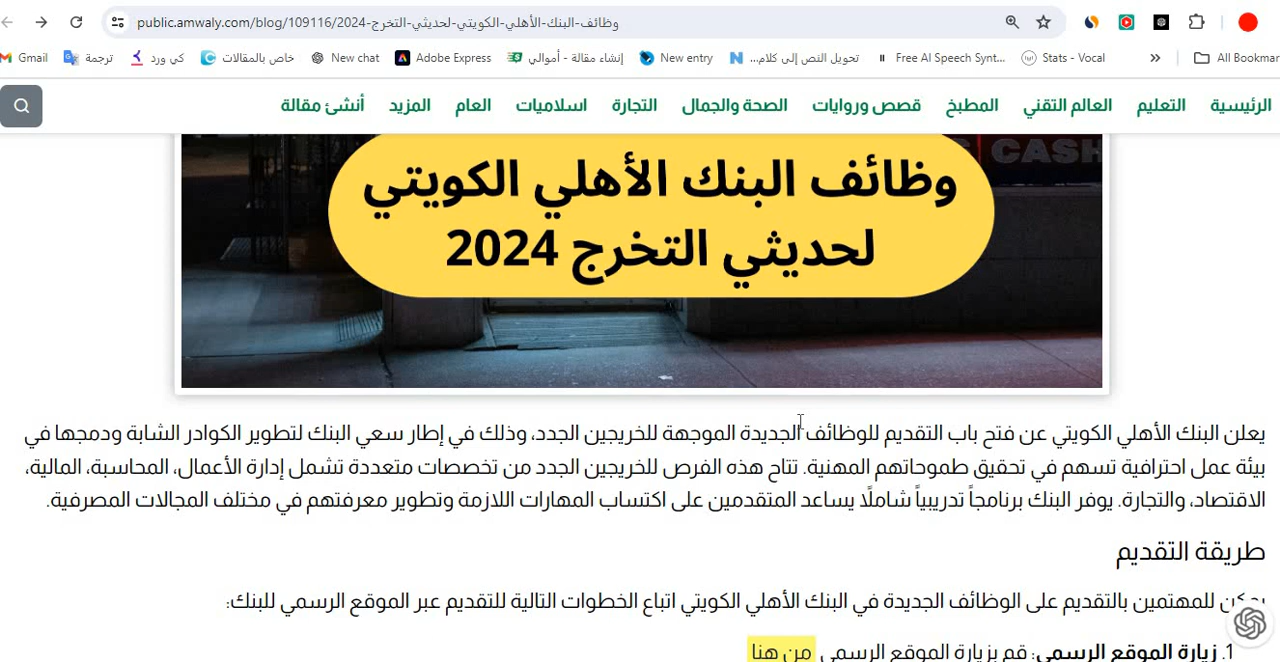 public.amwaly.com/blog/109116/2024-وظائف-البنك-الأهلي-الكويتي-لحديثي-التخرج
Gmail
ترجمة
كي ورد
خاص بالمقالات
New chat
Adobe Express
إنشاء مقالة - أموالي
New entry
تحويل النص إلى كلام...
Free AI Speech Synt...
Stats - Vocal
All Bookmar
الرئيسية
التعليم
العالم التقني
المطبخ
قصص وروايات
الصحة والجمال
التجارة
اسلاميات
العام
المزيد
أنشئ مقالة
CASH
وظائف البنك الأهلي الكويتي
لحديثي التخرج 2024
يعلن البنك الأهلي الكويتي عن فتح باب التقديم للوظائف الجديدة الموجهة للخريجين الجدد، وذلك في إطار سعي البنك لتطوير الكوادر الشابة ودمجها في
بيئة عمل احترافية تسهم في تحقيق طموحاتهم المهنية. تتاح هذه الفرص للخريجين الجدد من تخصصات متعددة تشمل إدارة الأعمال، المحاسبة، المالية،
الاقتصاد، والتجارة. يوفر البنك برنامجاً تدريبياً شاملاً يساعد المتقدمين على اكتساب المهارات اللازمة وتطوير معرفتهم في مختلف المجالات المصرفية.
طريقة التقديم
يمكن للمهتمين بالتقديم على الوظائف الجديدة في البنك الأهلي الكويتي اتباع الخطوات التالية للتقديم عبر الموقع الرسمي للبنك:
1. زيارة الموقع الرسمي: قم بزيارة الموقع الرسمي من هنا